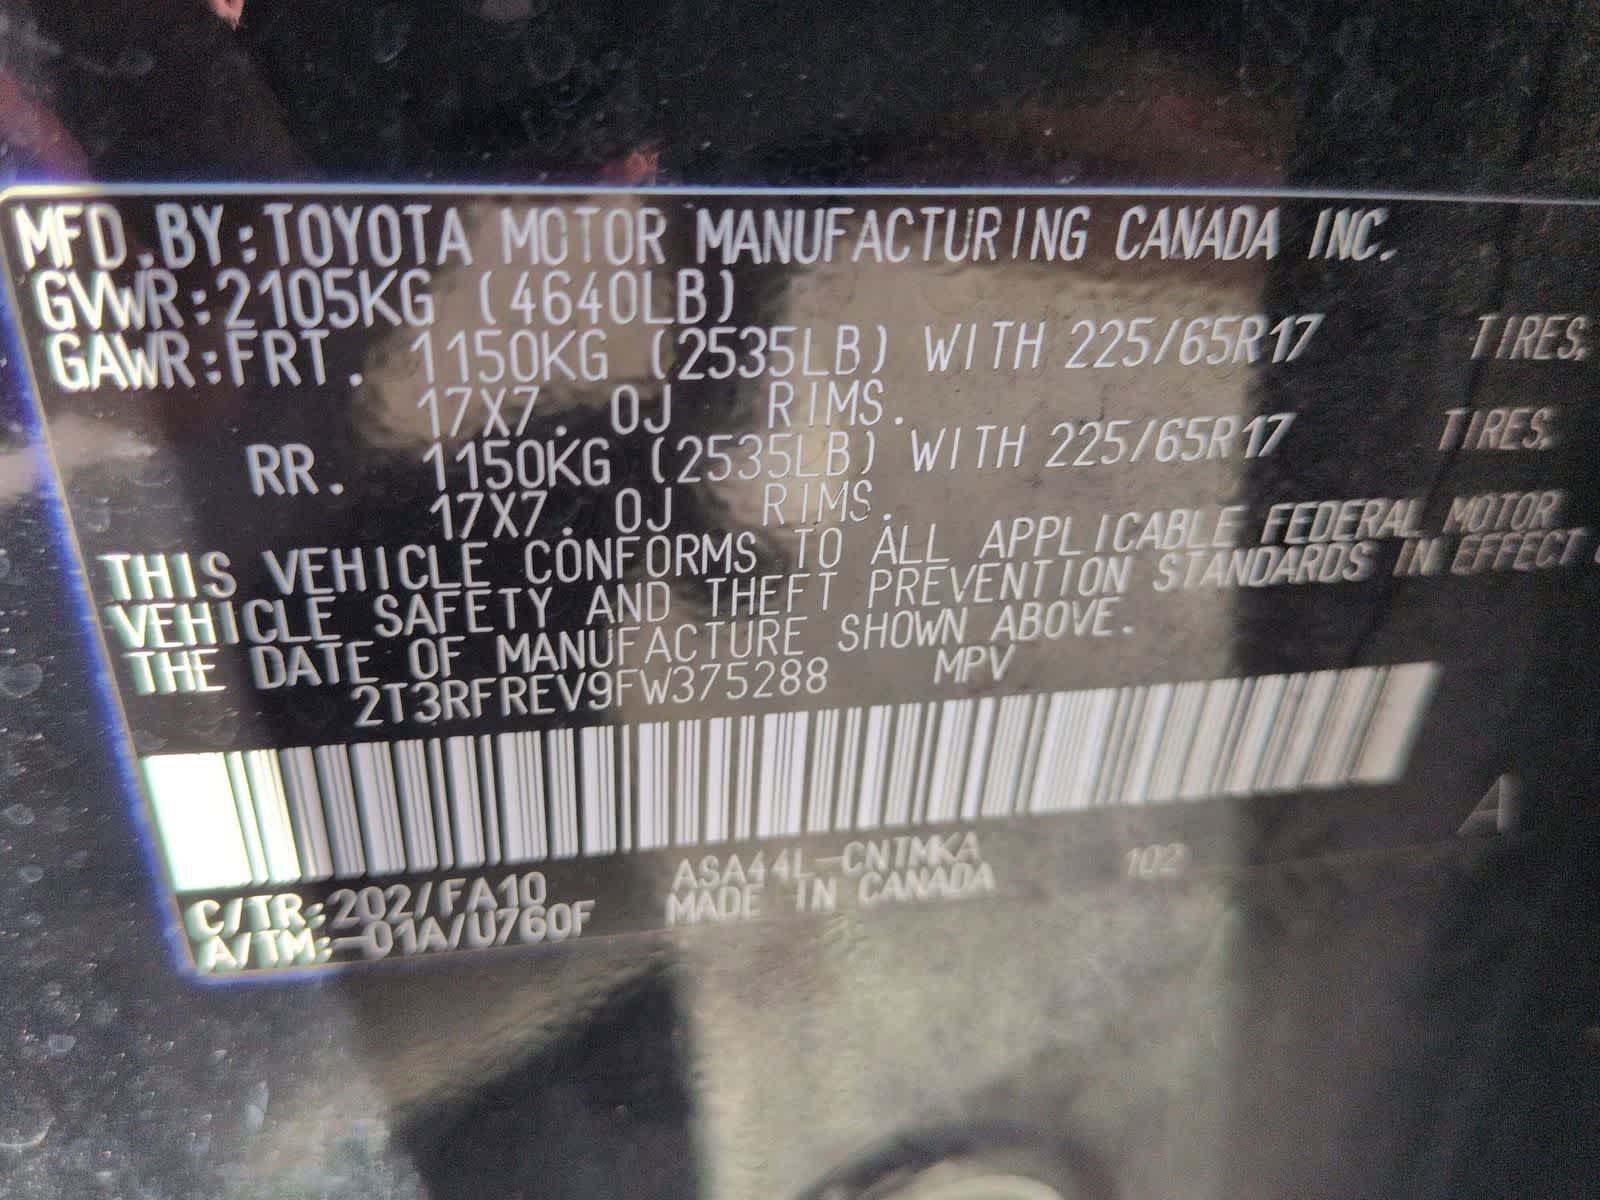 MFD.BY:TOYOTA MOTOR MANUFACTURING CANADA INC.
GVWR:2105KG (4640LB)
GAWR:FRT. 1150KG (2535LB) WITH 225/65R17 TIRES,
17X7.0J RIMS.
RR. 1150KG (2535LB) WITH 225/65R17 TIRES,
17X7.0J RIMS.
THIS VEHICLE CONFORMS TO ALL APPLICABLE FEDERAL MOTOR
VEHICLE SAFETY AND THEFT PREVENTION STANDARDS IN EFFECT
THE DATE OF MANUFACTURE SHOWN ABOVE.
2T3RFREV9FW375288 MPV
A
C/TR:202/FA10 ASA44L-CNTMKA 102
A/TM:-01A/U760F MADE IN CANADA